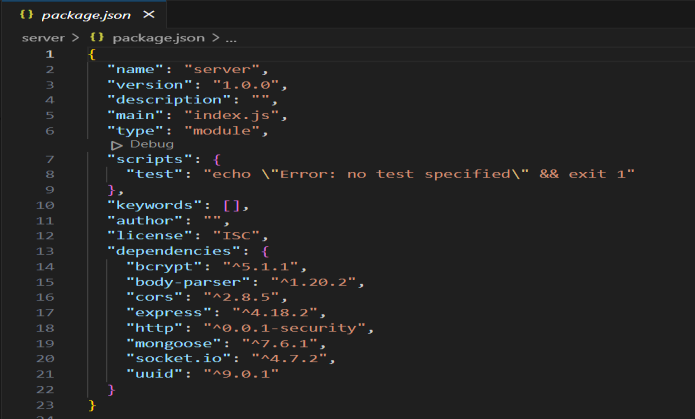 {} package.json ×
server > {} package.json > ...
1 {
2 "name": "server",
3 "version": "1.0.0",
4 "description": "",
5 "main": "index.js",
6 "type": "module",
▷ Debug
7 "scripts": {
8 "test": "echo \"Error: no test specified\" && exit 1"
9 },
10 "keywords": [],
11 "author": "",
12 "license": "ISC",
13 "dependencies": {
14 "bcrypt": "^5.1.1",
15 "body-parser": "^1.20.2",
16 "cors": "^2.8.5",
17 "express": "^4.18.2",
18 "http": "^0.0.1-security",
19 "mongoose": "^7.6.1",
20 "socket.io": "^4.7.2",
21 "uuid": "^9.0.1"
22 }
23 }
24